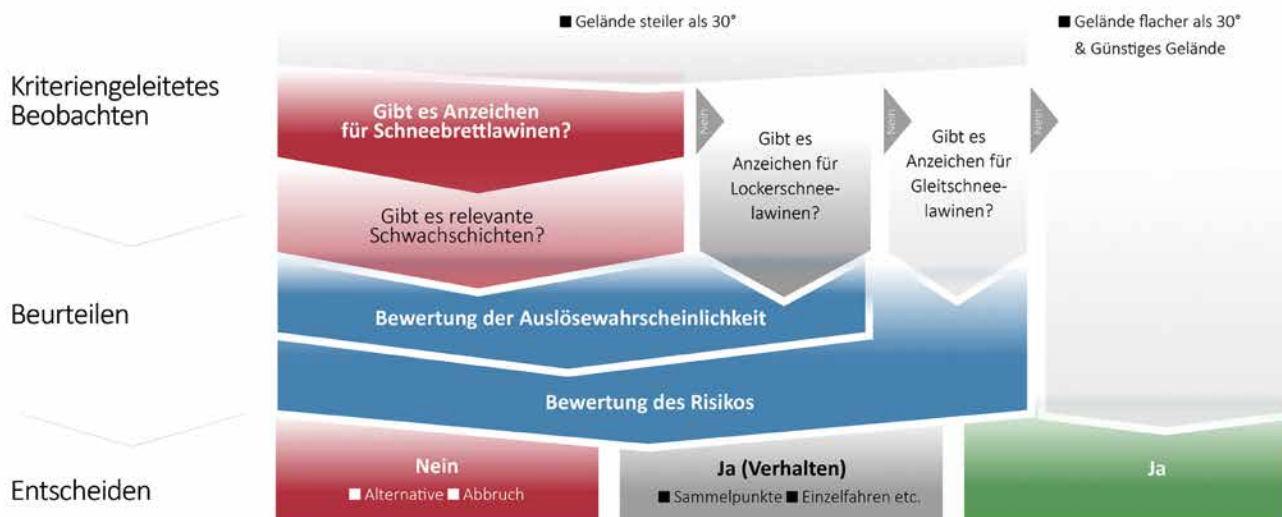 ■ Gelände steiler als 30°
■ Gelände flacher als 30°
& Günstiges Gelände
Kriteriengeleitetes
Beobachten
Gibt es Anzeichen
für Schneebrettlawinen?
Nein
Gibt es
Anzeichen für
Lockerschnee-
lawinen?
Nein
Gibt es
Anzeichen für
Gleitschnee-
lawinen?
Nein
Gibt es relevante
Schwachschichten?
Beurteilen
Bewertung der Auslösewahrscheinlichkeit
Bewertung des Risikos
Entscheiden
Nein
■ Alternative ■ Abbruch
Ja (Verhalten)
■ Sammelpunkte ■ Einzelfahren etc.
Ja